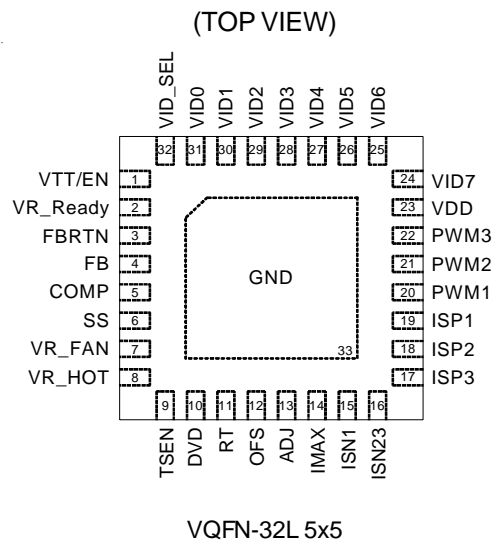 (TOP VIEW)
VID_SEL
VID0
VID1
VID2
VID3
VID4
VID5
VID6
32
31
30
29
28
27
26
25
VTT/EN 1
VR_Ready 2
FBRTN 3
FB 4
COMP 5
SS 6
VR_FAN 7
VR_HOT 8
GND
33
24 VID7
23 VDD
22 PWM3
21 PWM2
20 PWM1
19 ISP1
18 ISP2
17 ISP3
9
10
11
12
13
14
15
16
TSEN
DVD
RT
OFS
ADJ
IMAX
ISN1
ISN23
VQFN-32L 5x5